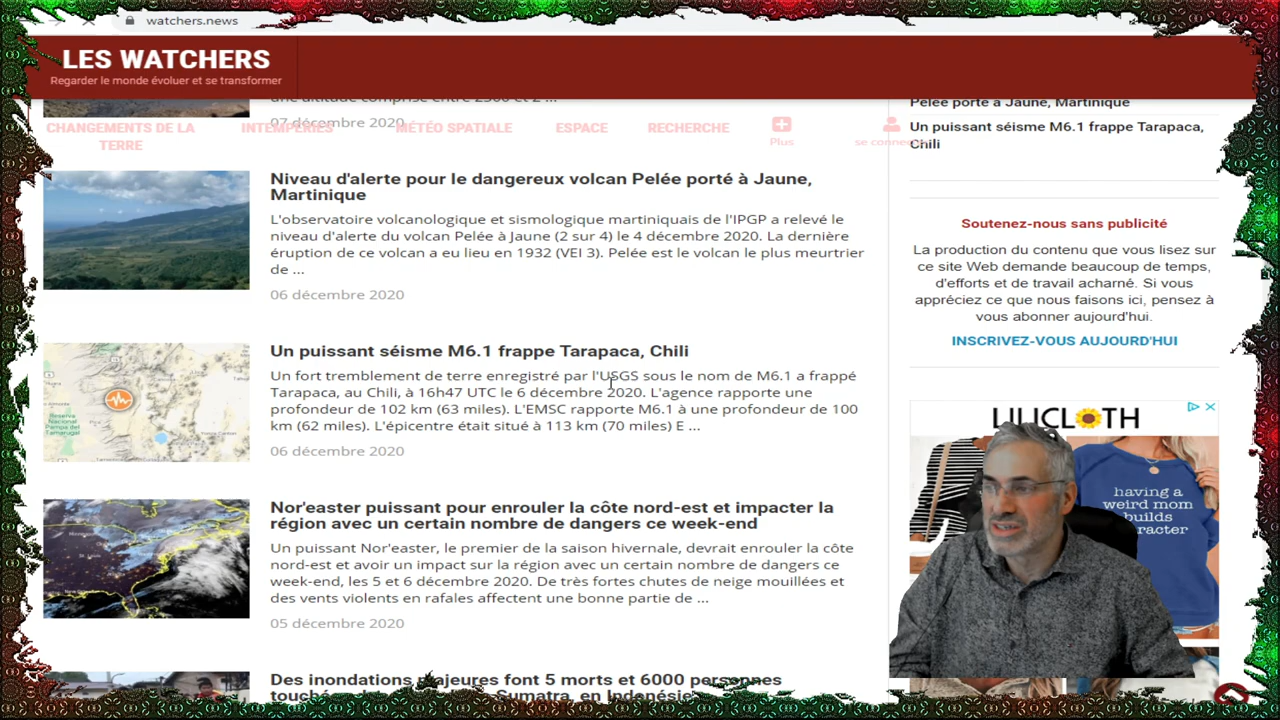 watchers.news
LES WATCHERS
Regarder le monde évoluer et se transformer
une altitude comprise entre 2500 et 2 ...
07 décembre 2020
CHANGEMENTS DE LA
TERRE
INTEMPÉRIES
MÉTÉO SPATIALE
ESPACE
RECHERCHE
Plus
se connecter
Niveau d'alerte pour le dangereux volcan Pelée porté à Jaune,
Martinique
L'observatoire volcanologique et sismologique martiniquais de l'IPGP a relevé le
niveau d'alerte du volcan Pelée à Jaune (2 sur 4) le 4 décembre 2020. La dernière
éruption de ce volcan a eu lieu en 1932 (VEI 3). Pelée est le volcan le plus meurtrier
de ...
06 décembre 2020
Un puissant séisme M6.1 frappe Tarapaca, Chili
Un fort tremblement de terre enregistré par l'USGS sous le nom de M6.1 a frappé
Tarapaca, au Chili, à 16h47 UTC le 6 décembre 2020. L'agence rapporte une
profondeur de 102 km (63 miles). L'EMSC rapporte M6.1 à une profondeur de 100
km (62 miles). L'épicentre était situé à 113 km (70 miles) E ...
06 décembre 2020
Nor'easter puissant pour enrouler la côte nord-est et impacter la
région avec un certain nombre de dangers ce week-end
Un puissant Nor'easter, le premier de la saison hivernale, devrait enrouler la côte
nord-est et avoir un impact sur la région avec un certain nombre de dangers ce
week-end, les 5 et 6 décembre 2020. De très fortes chutes de neige mouillées et
des vents violents en rafales affectent une bonne partie de ...
05 décembre 2020
Des inondations majeures font 5 morts et 6000 personnes
Sumatra, en Indonésie
Pelée porté à Jaune, Martinique
Un puissant séisme M6.1 frappe Tarapaca,
Chili
Soutenez-nous sans publicité
La production du contenu que vous lisez sur
ce site Web demande beaucoup de temps,
d'efforts et de travail acharné. Si vous
appréciez ce que nous faisons ici, pensez à
vous abonner aujourd'hui.
INSCRIVEZ-VOUS AUJOURD'HUI
LILICLOTH
having a
weird mom
builds